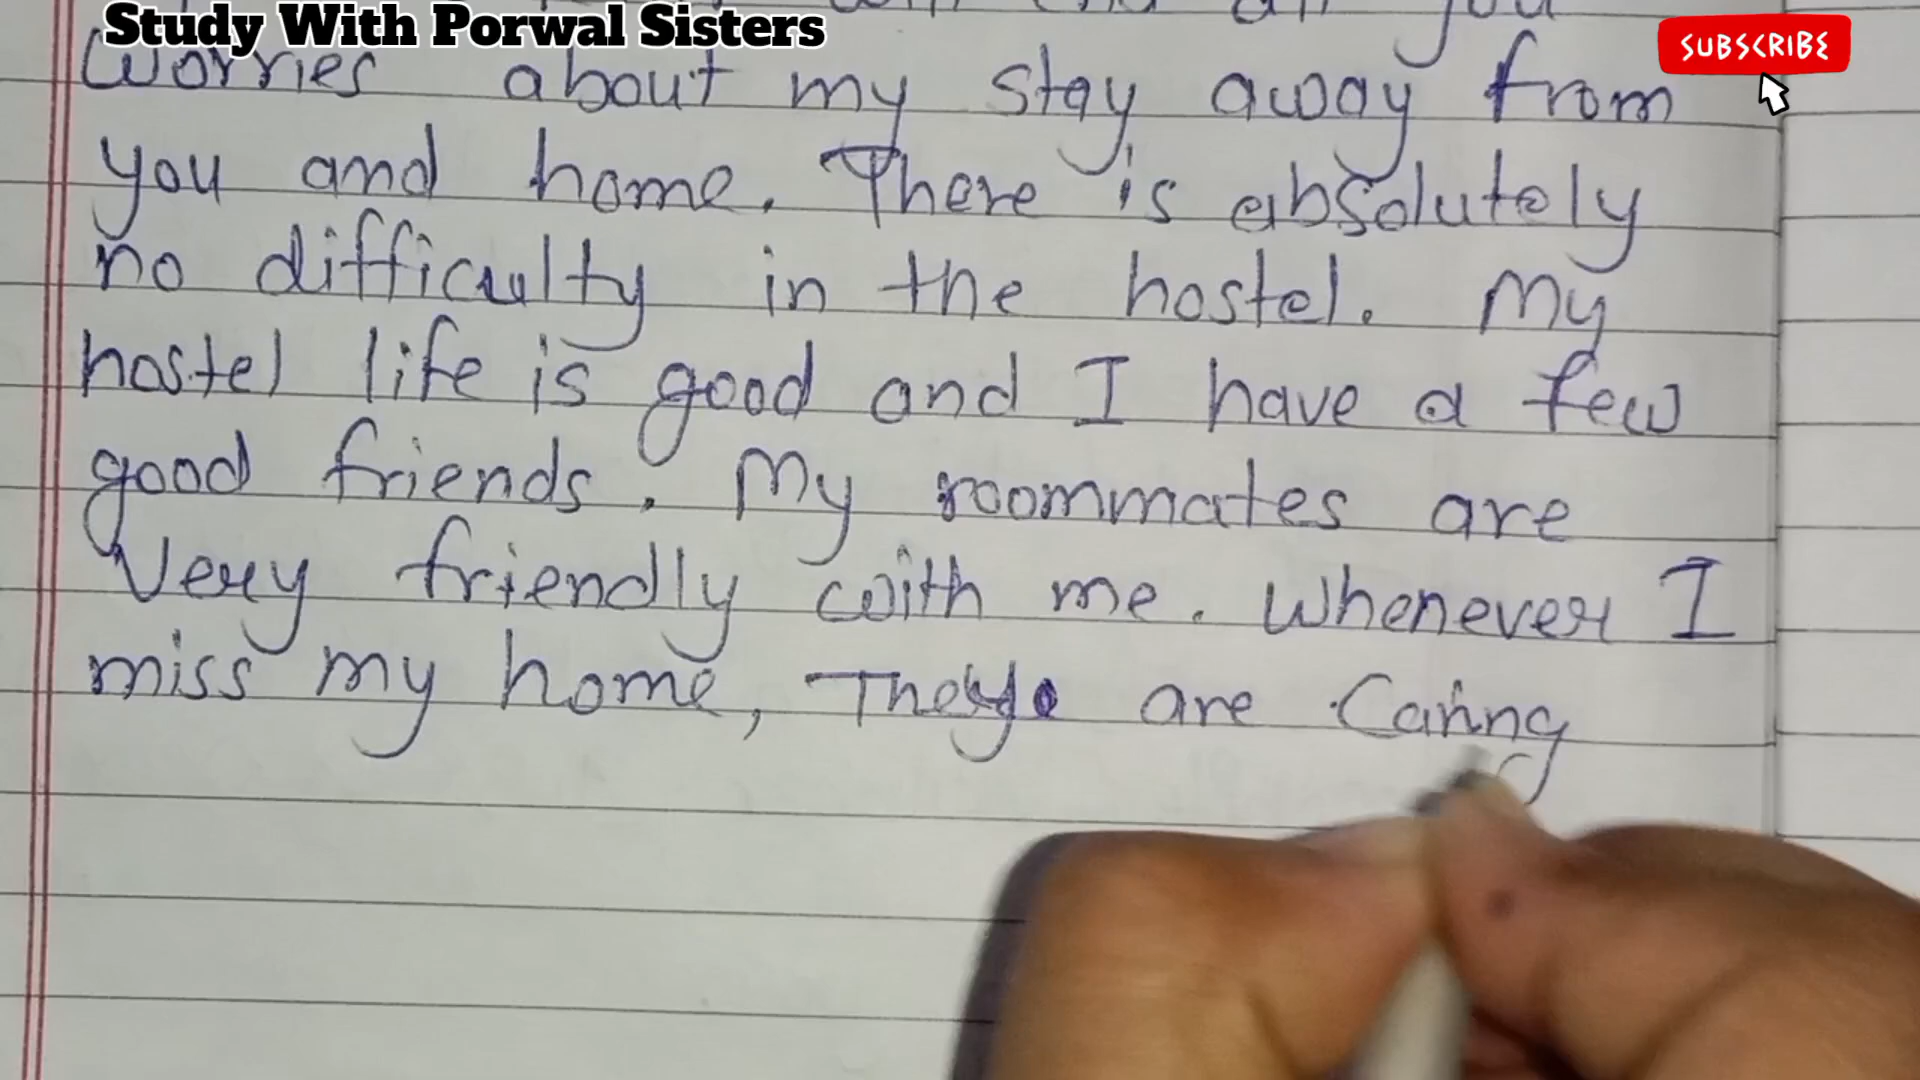 Study With Porwal Sisters
SUBSCRIBE
all you
Worries about my stay away from
you and home. There is absolutely
no difficulty in the hostel. My
hostel life is good and I have a few
good friends. My roommates are
Very friendly with me. Whenever I
miss my home, They are Caring